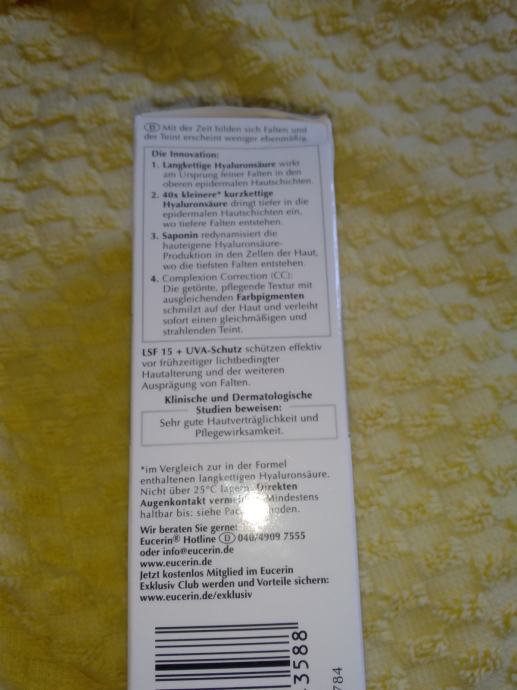 D Mit der Zeit bilden sich Falten und
der Teint erscheint weniger ebenmäßig.
Die Innovation:
1. Langkettige Hyaluronsäure wirkt
am Ursprung feiner Falten in den
oberen epidermalen Hautschichten.
2. 40x kleinere* kurzkettige
Hyaluronsäure dringt tiefer in die
epidermalen Hautschichten ein,
wo tiefere Falten entstehen.
3. Saponin redynamisiert die
hauteigene Hyaluronsäure-
Produktion in den Zellen der Haut,
wo die tiefsten Falten entstehen.
4. Complexion Correction (CC):
Die getönte, pflegende Textur mit
ausgleichenden Farbpigmenten
schmilzt auf der Haut und verleiht
sofort einen gleichmäßigen und
strahlenden Teint.
LSF 15 + UVA-Schutz schützen effektiv
vor frühzeitiger lichtbedingter
Hautalterung und der weiteren
Ausprägung von Falten.
Klinische und Dermatologische
Studien beweisen:
Sehr gute Hautverträglichkeit und
Pflegewirksamkeit.
*im Vergleich zur in der Formel
enthaltenen langkettigen Hyaluronsäure.
Nicht über 25°C lagern. Direkten
Augenkontakt Mindestens
haltbar bis: siehe
Wir beraten Sie gerne:
Eucerin® Hotline D 040/4909 7555
oder info@eucerin.de
www.eucerin.de
Jetzt kostenlos Mitglied im Eucerin
Exklusiv Club werden und Vorteile sichern:
www.eucerin.de/exklusiv
3588
784